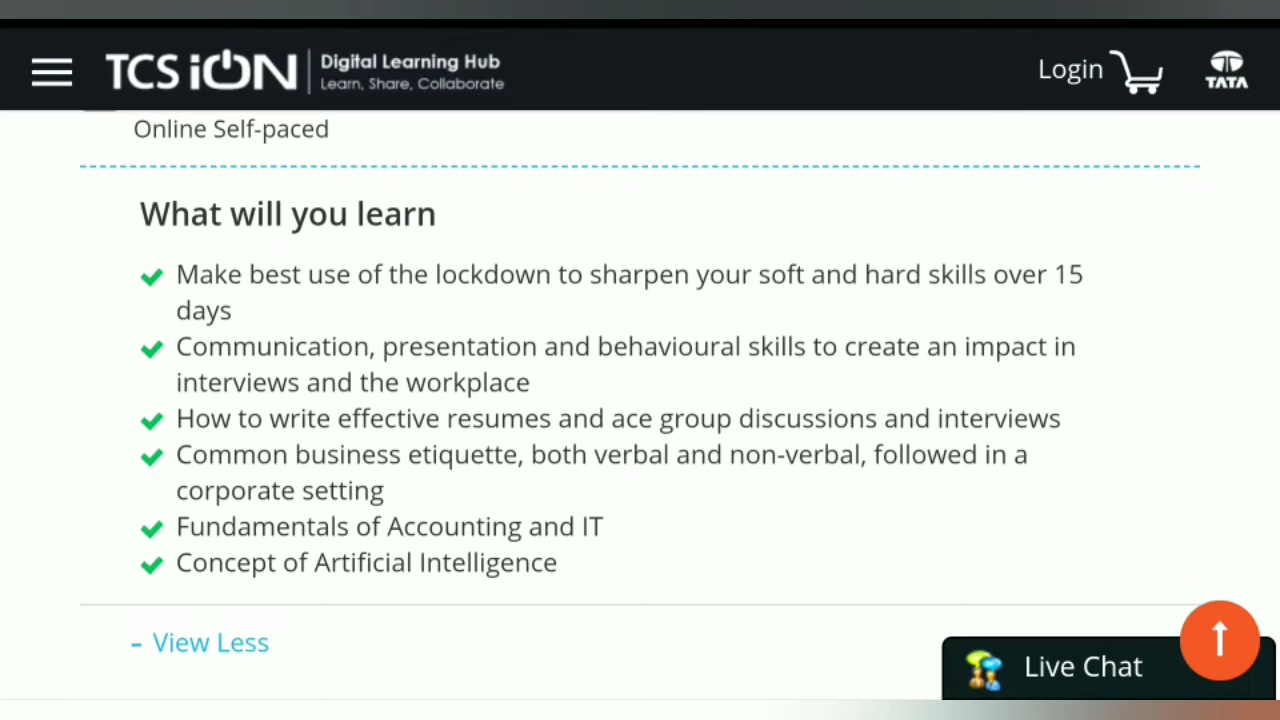 TCS iON
Digital Learning Hub
Learn, Share, Collaborate
Login
TATA
Online Self-paced
What will you learn
Make best use of the lockdown to sharpen your soft and hard skills over 15
days
Communication, presentation and behavioural skills to create an impact in
interviews and the workplace
How to write effective resumes and ace group discussions and interviews
Common business etiquette, both verbal and non-verbal, followed in a
corporate setting
Fundamentals of Accounting and IT
Concept of Artificial Intelligence
– View Less
Live Chat